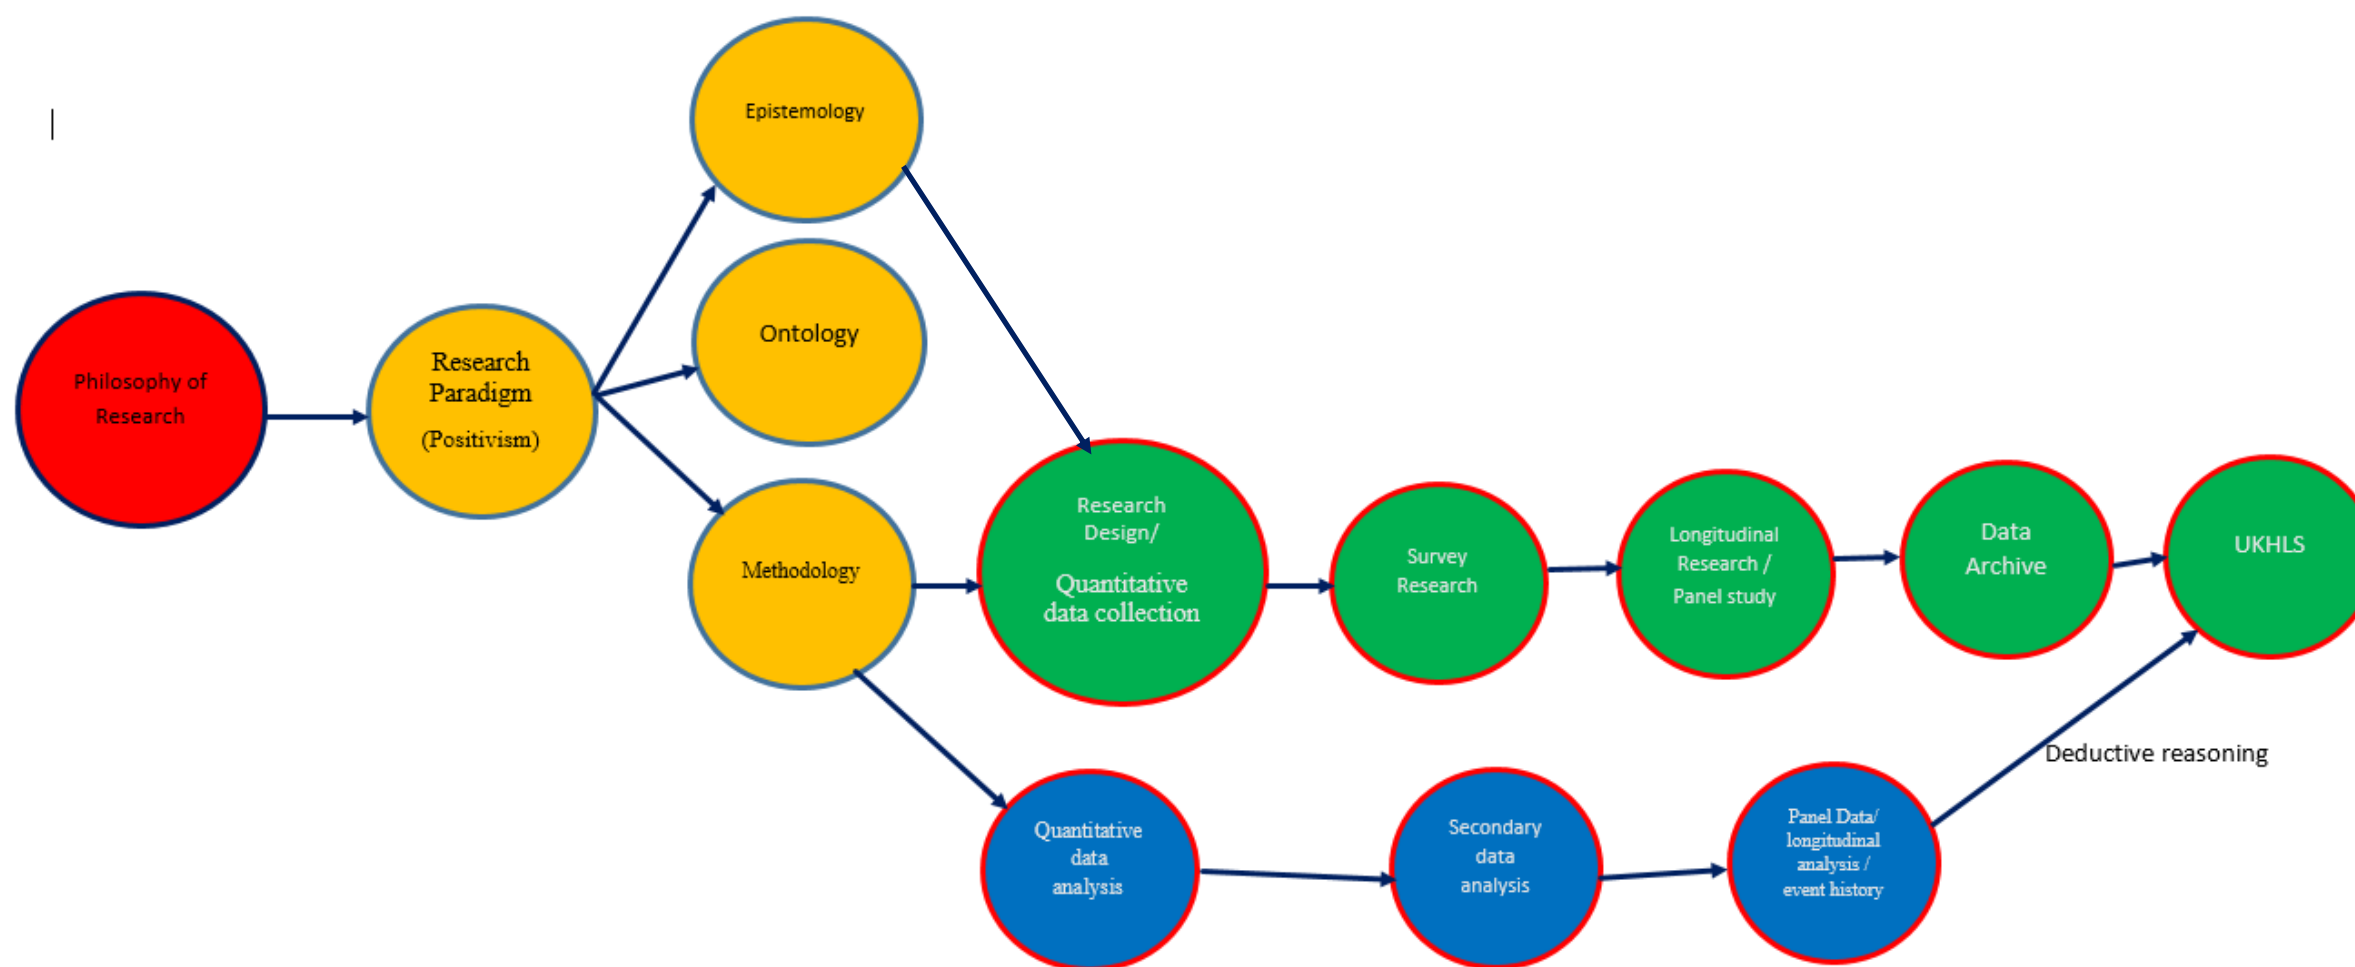 Epistemology
Ontology
Philosophy of
Research
Research
Paradigm
(Positivism)
Methodology
Research
Design/
Quantitative
data collection
Survey
Research
Longitudinal
Research /
Panel study
Data
Archive
UKHLS
Deductive reasoning
Quantitative
data
analysis
Secondary
data
analysis
Panel Data/
longitudinal
analysis /
event history